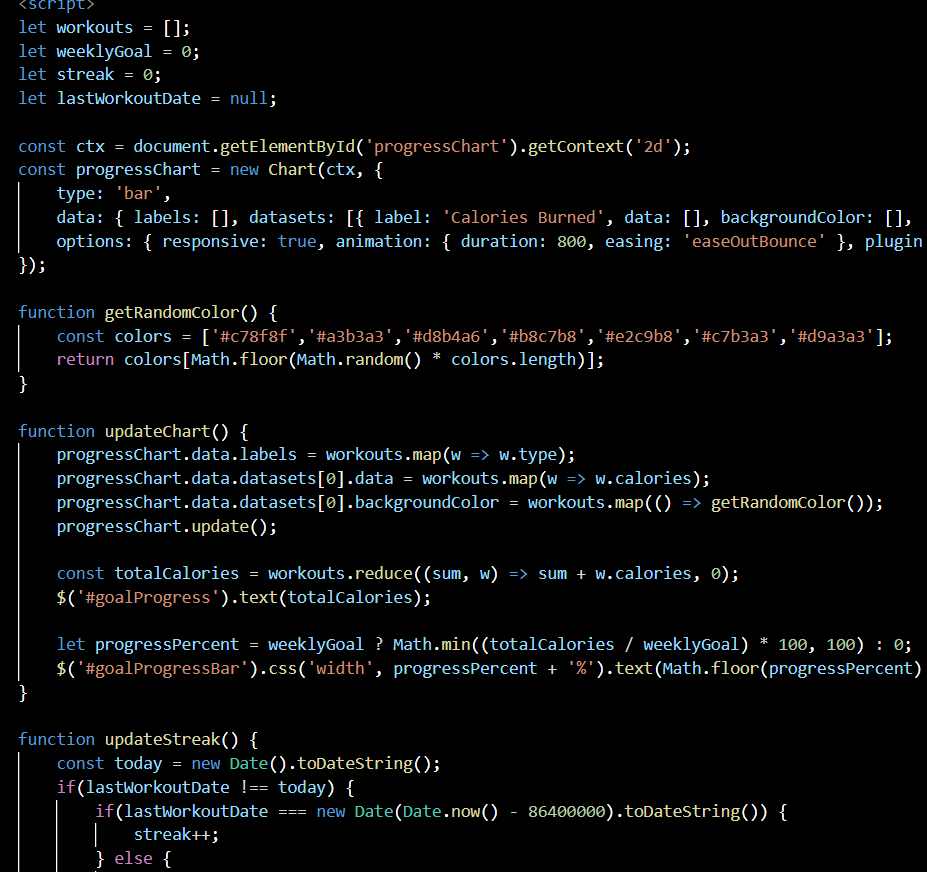 <script>
let workouts = [];
let weeklyGoal = 0;
let streak = 0;
let lastWorkoutDate = null;

const ctx = document.getElementById('progressChart').getContext('2d');
const progressChart = new Chart(ctx, {
    type: 'bar',
    data: { labels: [], datasets: [{ label: 'Calories Burned', data: [], backgroundColor: [],
    options: { responsive: true, animation: { duration: 800, easing: 'easeOutBounce' }, plugin
});

function getRandomColor() {
    const colors = ['#c78f8f','#a3b3a3','#d8b4a6','#b8c7b8','#e2c9b8','#c7b3a3','#d9a3a3'];
    return colors[Math.floor(Math.random() * colors.length)];
}

function updateChart() {
    progressChart.data.labels = workouts.map(w => w.type);
    progressChart.data.datasets[0].data = workouts.map(w => w.calories);
    progressChart.data.datasets[0].backgroundColor = workouts.map(() => getRandomColor());
    progressChart.update();

    const totalCalories = workouts.reduce((sum, w) => sum + w.calories, 0);
    $('#goalProgress').text(totalCalories);

    let progressPercent = weeklyGoal ? Math.min((totalCalories / weeklyGoal) * 100, 100) : 0;
    $('#goalProgressBar').css('width', progressPercent + '%').text(Math.floor(progressPercent)
}

function updateStreak() {
    const today = new Date().toDateString();
    if(lastWorkoutDate !== today) {
        if(lastWorkoutDate === new Date(Date.now() - 86400000).toDateString()) {
            streak++;
        } else {